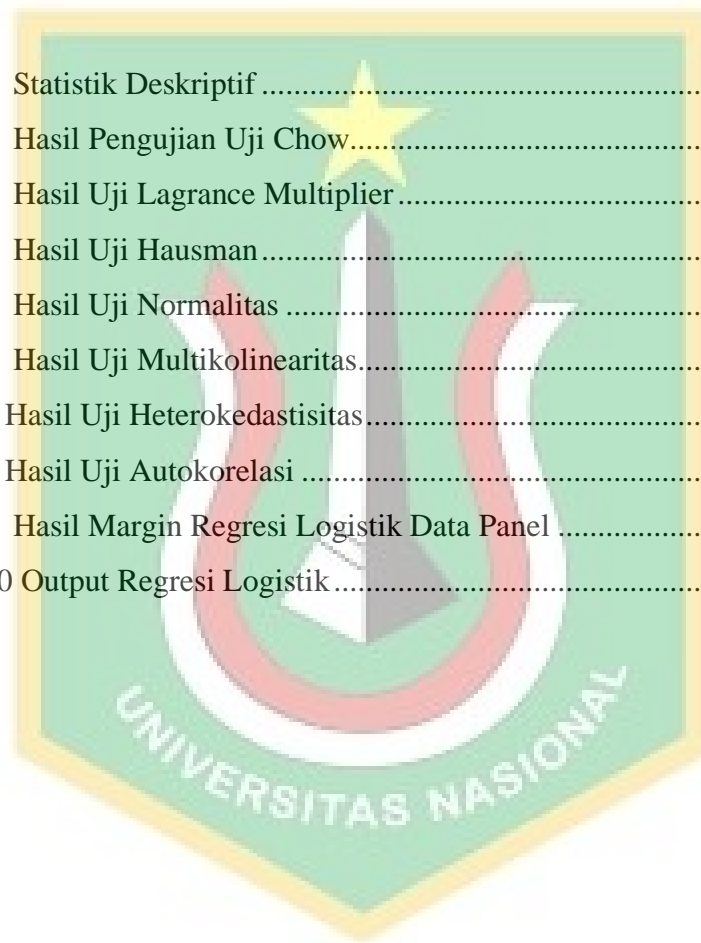 Statistik Deskriptif ......................................................
Hasil Pengujian Uji Chow...........................................
Hasil Uji Lagrance Multiplier ......................................
Hasil Uji Hausman .......................................................
Hasil Uji Normalitas ....................................................
Hasil Uji Multikolinearitas...........................................
Hasil Uji Heterokedastisitas..........................................
Hasil Uji Autokorelasi ..................................................
Hasil Margin Regresi Logistik Data Panel ..................
0 Output Regresi Logistik ..............................................
UNIVERSITAS NASIONAL